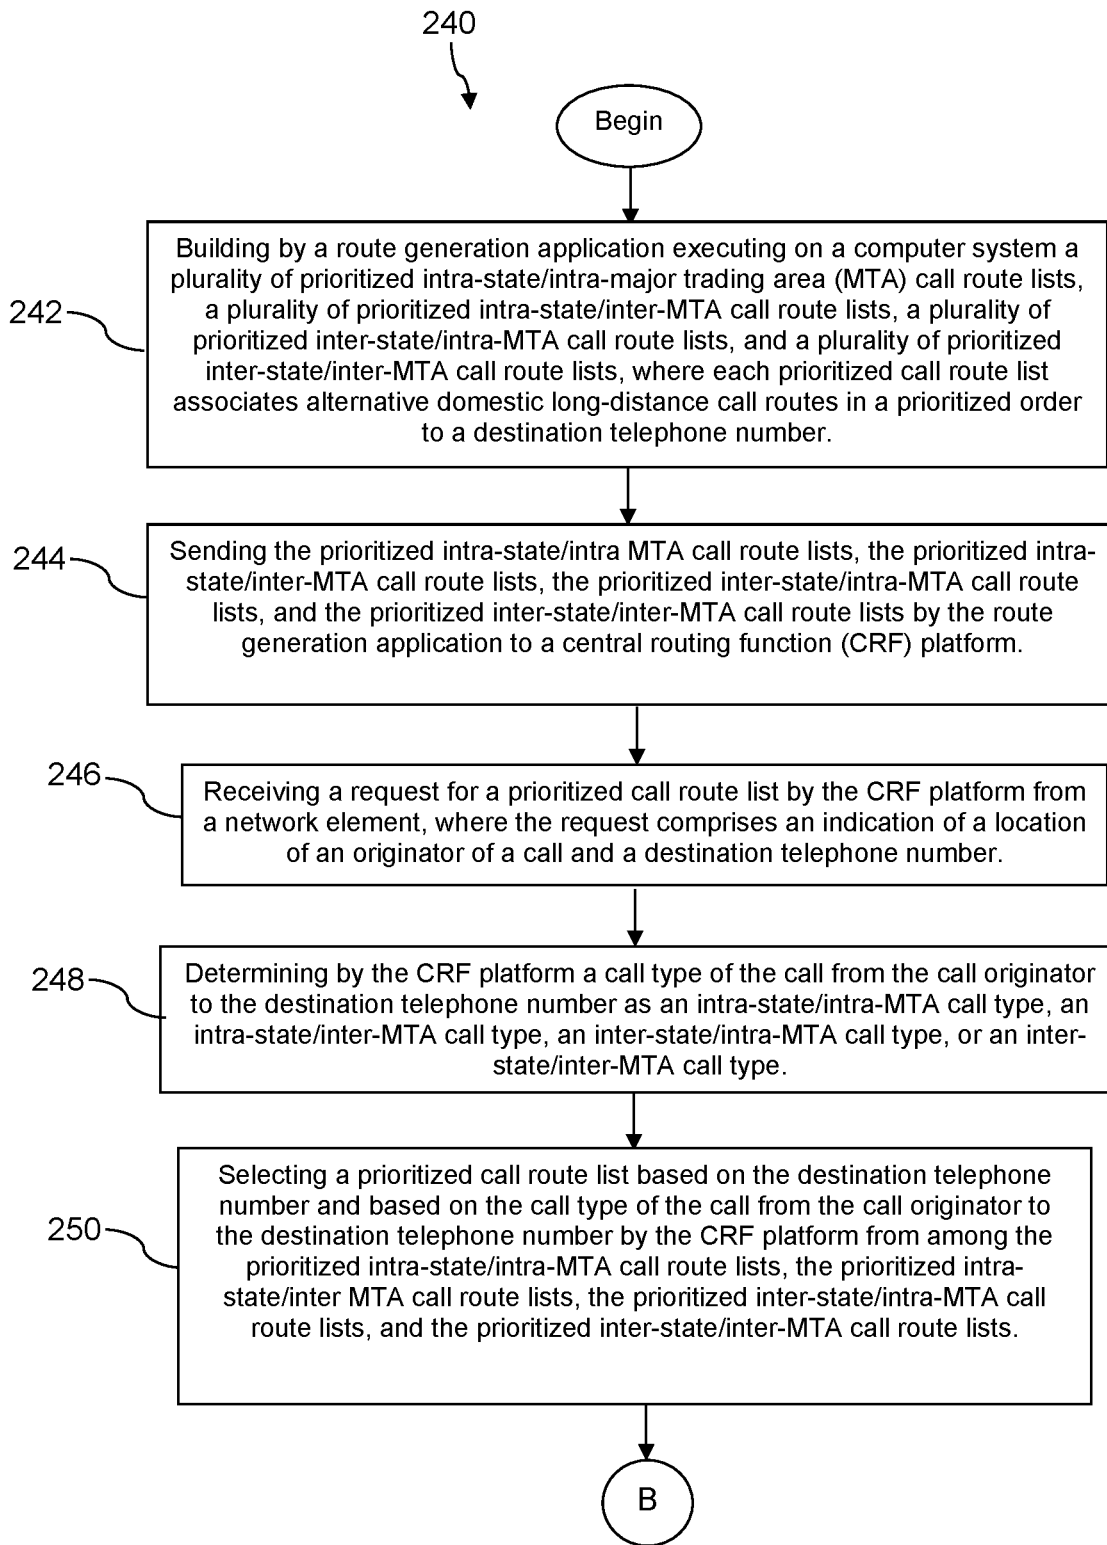 240
Begin
242
Building by a route generation application executing on a computer system a
plurality of prioritized intra-state/intra-major trading area (MTA) call route lists,
a plurality of prioritized intra-state/inter-MTA call route lists, a plurality of
prioritized inter-state/intra-MTA call route lists, and a plurality of prioritized
inter-state/inter-MTA call route lists, where each prioritized call route list
associates alternative domestic long-distance call routes in a prioritized order
to a destination telephone number.
244
Sending the prioritized intra-state/intra MTA call route lists, the prioritized intra-
state/inter-MTA call route lists, the prioritized inter-state/intra-MTA call route
lists, and the prioritized inter-state/inter-MTA call route lists by the route
generation application to a central routing function (CRF) platform.
246
Receiving a request for a prioritized call route list by the CRF platform from
a network element, where the request comprises an indication of a location
of an originator of a call and a destination telephone number.
248
Determining by the CRF platform a call type of the call from the call originator
to the destination telephone number as an intra-state/intra-MTA call type, an
intra-state/inter-MTA call type, an inter-state/intra-MTA call type, or an inter-
state/inter-MTA call type.
250
Selecting a prioritized call route list based on the destination telephone
number and based on the call type of the call from the call originator to
the destination telephone number by the CRF platform from among the
prioritized intra-state/intra-MTA call route lists, the prioritized intra-
state/inter MTA call route lists, the prioritized inter-state/intra-MTA call
route lists, and the prioritized inter-state/inter-MTA call route lists.
B